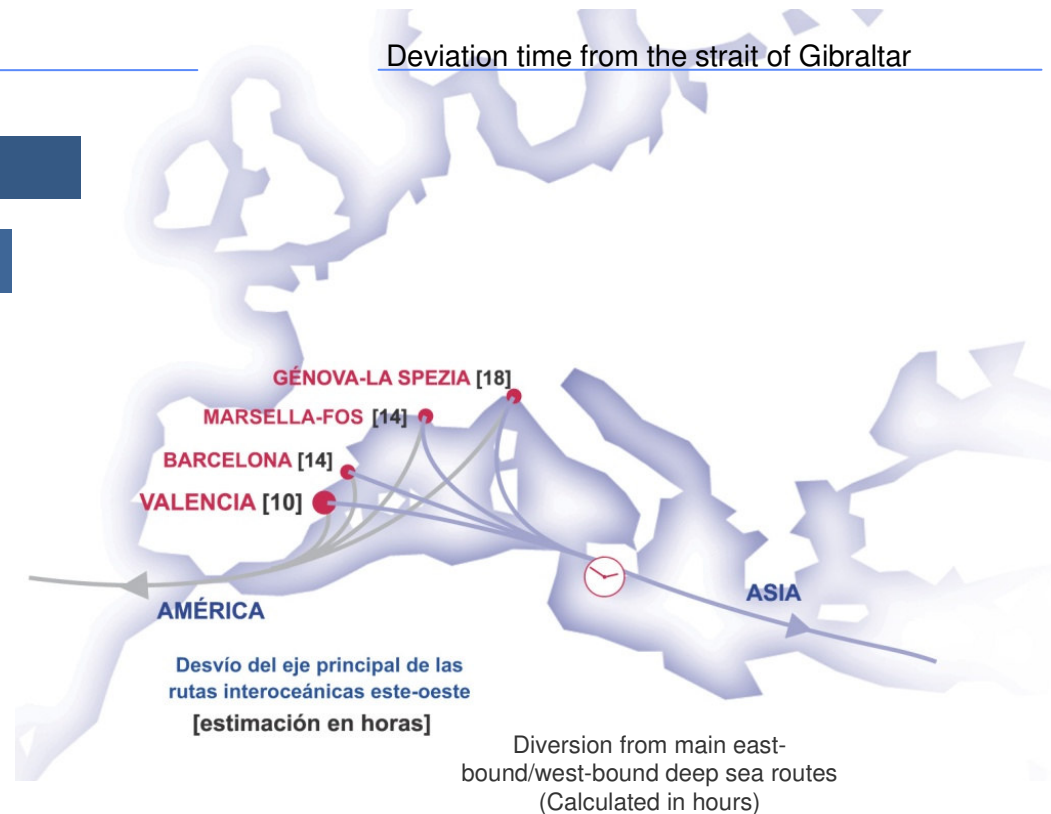 Deviation time from the strait of Gibraltar
GÉNOVA-LA SPEZIA [18]
MARSELLA-FOS [14]
BARCELONA [14]
VALENCIA [10]
ASIA
AMÉRICA
Desvío del eje principal de las
rutas interoceánicas este-oeste
[estimación en horas]
Diversion from main east-
bound/west-bound deep sea routes
(Calculated in hours)